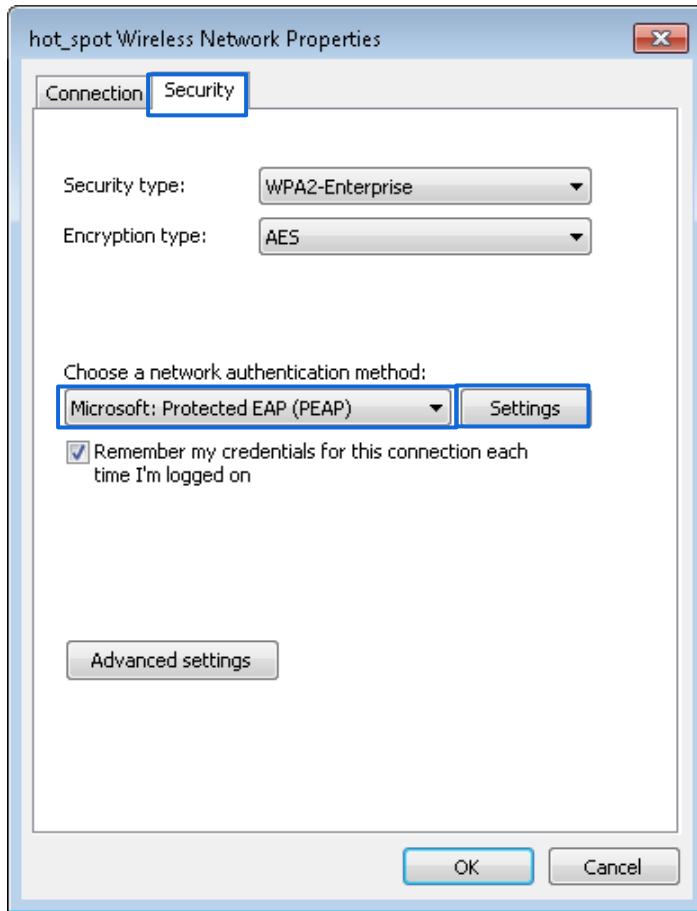 hot_spot Wireless Network Properties
Connection
Security
Security type:
WPA2-Enterprise
Encryption type:
AES
Choose a network authentication method:
Microsoft: Protected EAP (PEAP)
Settings
Remember my credentials for this connection each
time I'm logged on
Advanced settings
OK
Cancel